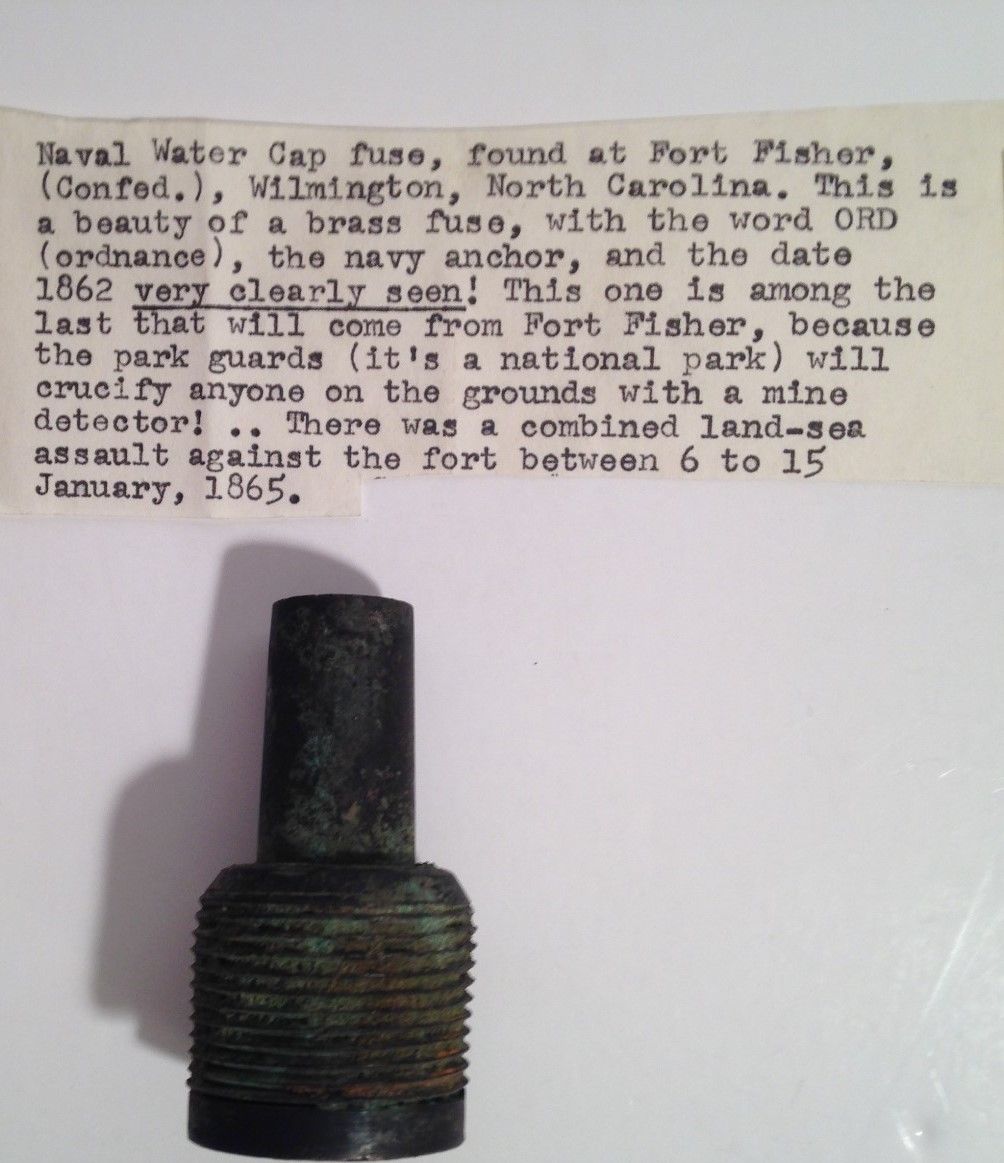 Naval Water Cap fuse, found at Fort Fisher,
(Confed.), Wilmington, North Carolina. This is
a beauty of a brass fuse, with the word ORD
(ordnance), the navy anchor, and the date
1862 very clearly seen! This one is among the
last that will come from Fort Fisher, because
the park guards (it's a national park) will
crucify anyone on the grounds with a mine
detector! .. There was a combined land-sea
assault against the fort between 6 to 15
January, 1865.